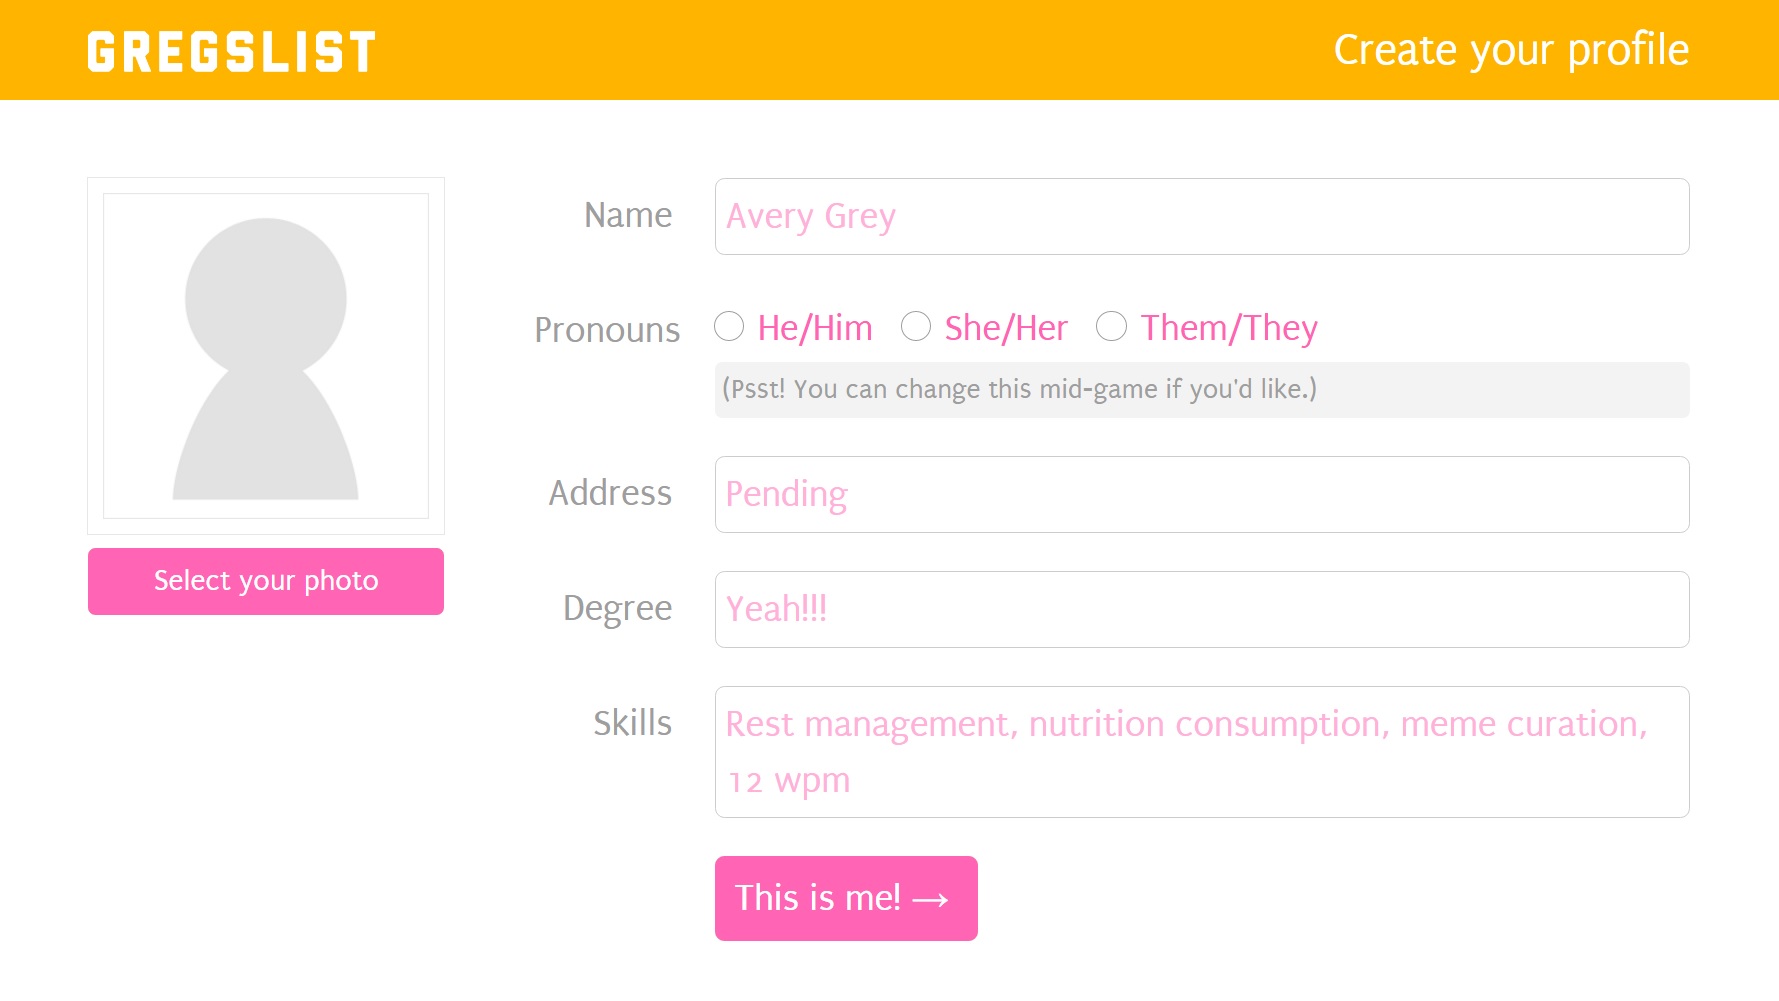 GREGSLIST
Create your profile
Select your photo
Name
Avery Grey
Pronouns
He/Him
She/Her
Them/They
(Psst! You can change this mid-game if you'd like.)
Address
Pending
Degree
Yeah!!!
Skills
Rest management, nutrition consumption, meme curation,
12 wpm
This is me! →